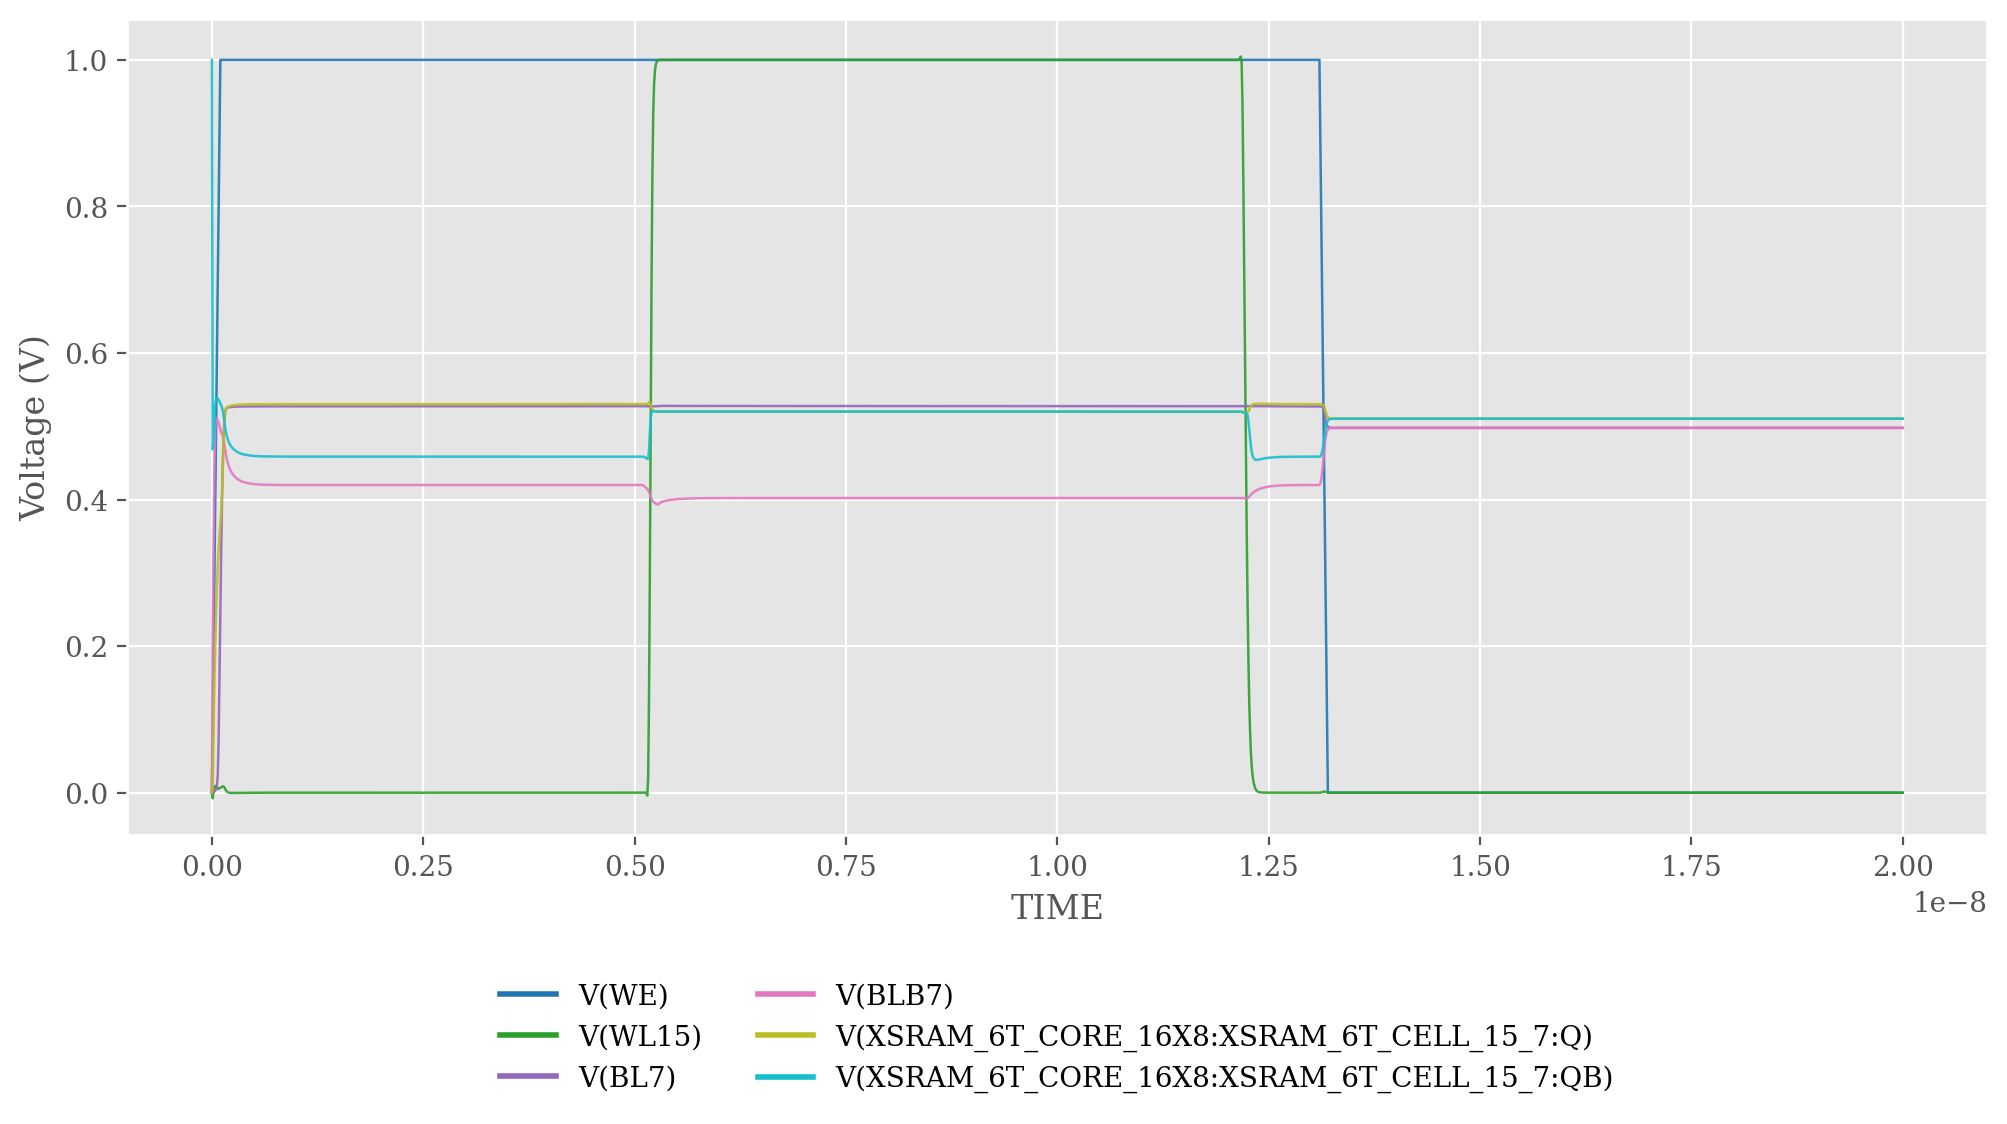 1.0
0.8
0.6
0.4
0.2
0.0
Voltage (V)
0.00 0.25 0.50 0.75 1.00 1.25 1.50 1.75 2.00
TIME
1e−8
V(WE)
V(WL15)
V(BL7)
V(BLB7)
V(XSRAM_6T_CORE_16X8:XSRAM_6T_CELL_15_7:Q)
V(XSRAM_6T_CORE_16X8:XSRAM_6T_CELL_15_7:QB)